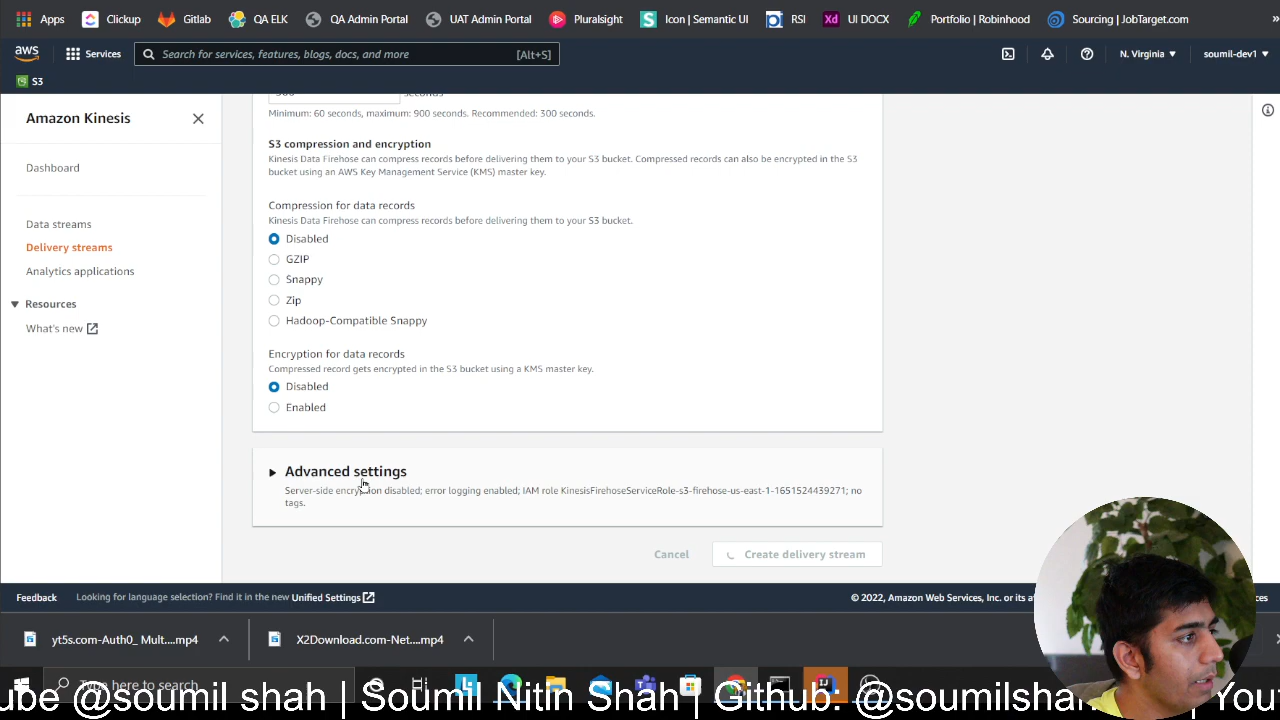 Apps Clickup Gitlab QA ELK QA Admin Portal UAT Admin Portal Pluralsight Icon | Semantic UI RSI UI DOCX Portfolio | Robinhood Sourcing | JobTarget.com »
aws Services Search for services, features, blogs, docs, and more [Alt+S] N. Virginia soumil-dev1
S3
Amazon Kinesis
Dashboard
Data streams
Delivery streams
Analytics applications
Resources
What's new
seconds
Minimum: 60 seconds, maximum: 900 seconds. Recommended: 300 seconds.
S3 compression and encryption
Kinesis Data Firehose can compress records before delivering them to your S3 bucket. Compressed records can also be encrypted in the S3
bucket using an AWS Key Management Service (KMS) master key.
Compression for data records
Kinesis Data Firehose can compress records before delivering them to your S3 bucket.
Disabled
GZIP
Snappy
Zip
Hadoop-Compatible Snappy
Encryption for data records
Compressed record gets encrypted in the S3 bucket using a KMS master key.
Disabled
Enabled
Advanced settings
Server-side encryption disabled; error logging enabled; IAM role KinesisFirehoseServiceRole-s3-firehose-us-east-1-1651524439271; no
tags.
Cancel Create delivery stream
Feedback Looking for language selection? Find it in the new Unified Settings © 2022, Amazon Web Services, Inc. or its
yt5s.com-Auth0_ Mult....mp4 X2Download.com-Net....mp4
Type here to search
ube @soumil shah | Soumil Nitin Shah | Github: @soumilsha